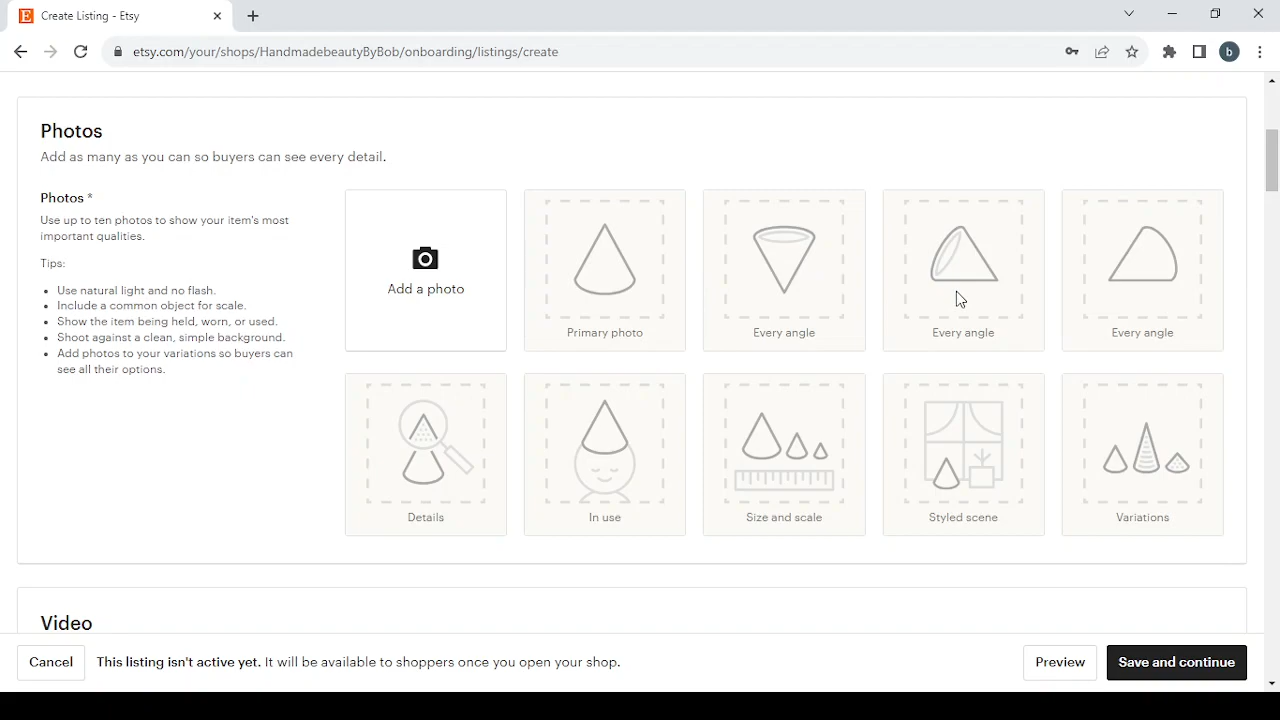 Create Listing - Etsy
etsy.com/your/shops/HandmadebeautyByBob/onboarding/listings/create
b
Photos
Add as many as you can so buyers can see every detail.
Photos *
Use up to ten photos to show your item's most
important qualities.
Tips:
Use natural light and no flash.
Include a common object for scale.
Show the item being held, worn, or used.
Shoot against a clean, simple background.
Add photos to your variations so buyers can
see all their options.
Add a photo
Primary photo
Every angle
Every angle
Every angle
Details
In use
Size and scale
Styled scene
Variations
Video
Cancel
This listing isn't active yet. It will be available to shoppers once you open your shop.
Preview
Save and continue